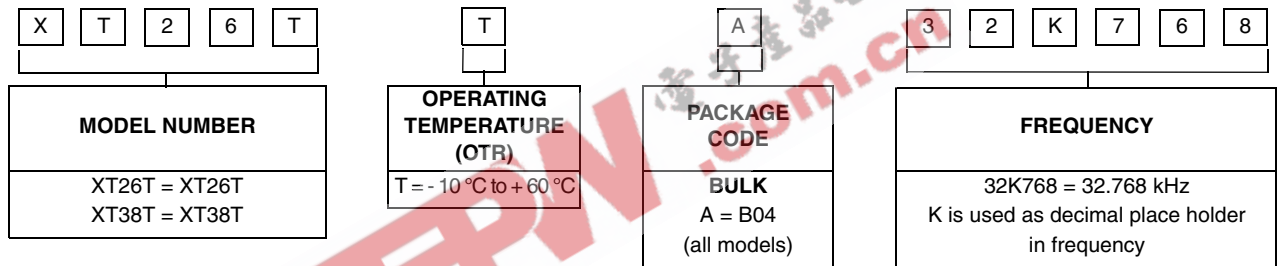 X T 2 6 T T A 3 2 K 7 6 8
MODEL NUMBER
XT26T = XT26T
XT38T = XT38T
OPERATING
TEMPERATURE
(OTR)
T = - 10 °C to + 60 °C
PACKAGE
CODE
BULK
A = B04
(all models)
FREQUENCY
32K768 = 32.768 kHz
K is used as decimal place holder
in frequency
.com.cn